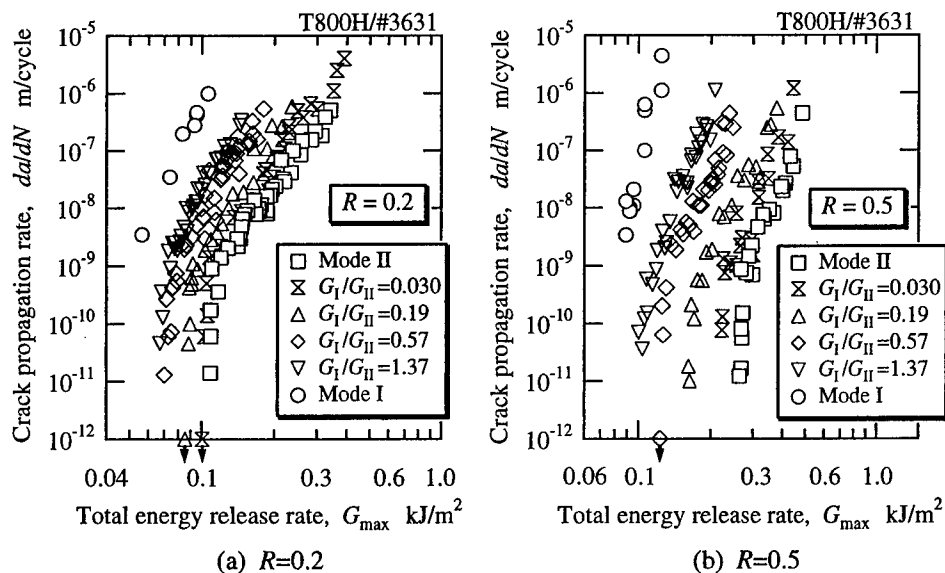 T800H/#3631
Crack propagation rate, da/dN m/cycle
10⁻⁵
10⁻⁶
10⁻⁷
10⁻⁸
10⁻⁹
10⁻¹⁰
10⁻¹¹
10⁻¹²
R = 0.2
Mode II
G_I/G_II=0.030
G_I/G_II=0.19
G_I/G_II=0.57
G_I/G_II=1.37
Mode I
0.04 0.1 0.3 1.0
Total energy release rate, G_max kJ/m²
(a) R=0.2
T800H/#3631
Crack propagation rate, da/dN m/cycle
10⁻⁵
10⁻⁶
10⁻⁷
10⁻⁸
10⁻⁹
10⁻¹⁰
10⁻¹¹
10⁻¹²
R = 0.5
Mode II
G_I/G_II=0.030
G_I/G_II=0.19
G_I/G_II=0.57
G_I/G_II=1.37
Mode I
0.06 0.1 0.3 1.0
Total energy release rate, G_max kJ/m²
(b) R=0.5